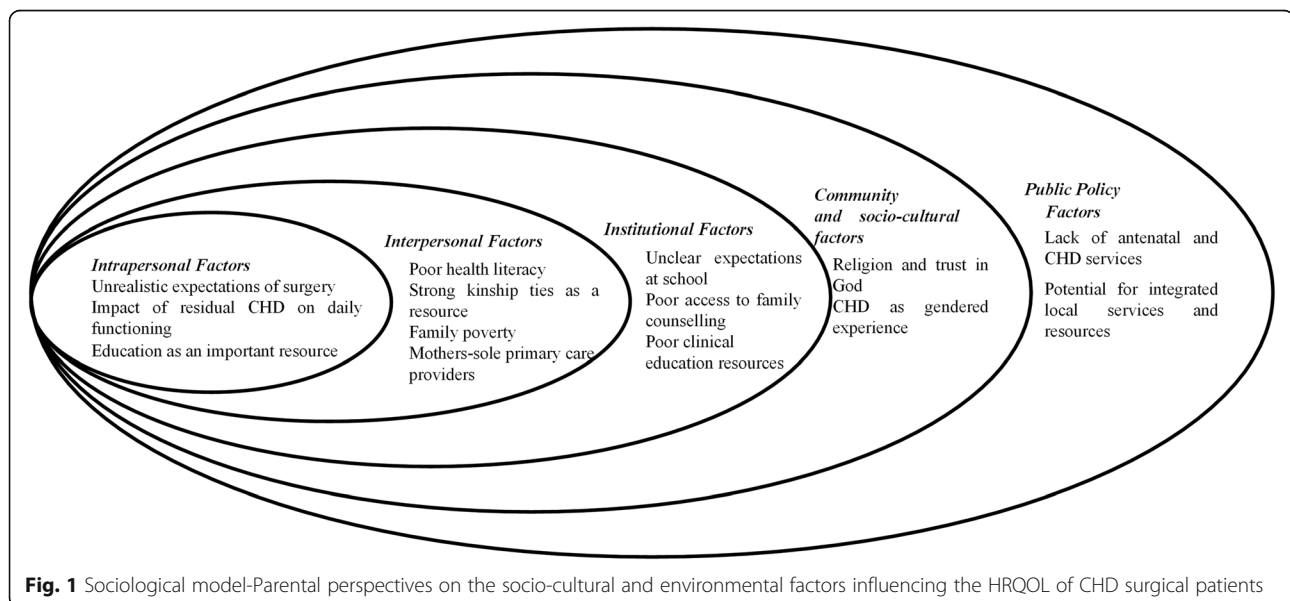 Intrapersonal Factors
Unrealistic expectations of surgery
Impact of residual CHD on daily
functioning
Education as an important resource
Interpersonal Factors
Poor health literacy
Strong kinship ties as a
resource
Family poverty
Mothers-sole primary care
providers
Institutional Factors
Unclear expectations
at school
Poor access to family
counselling
Poor clinical
education resources
Community
and socio-cultural
factors
Religion and trust in
God
CHD as gendered
experience
Public Policy
Factors
Lack of antenatal and
CHD services
Potential for integrated
local services and
resources
Fig. 1 Sociological model-Parental perspectives on the socio-cultural and environmental factors influencing the HRQOL of CHD surgical patients